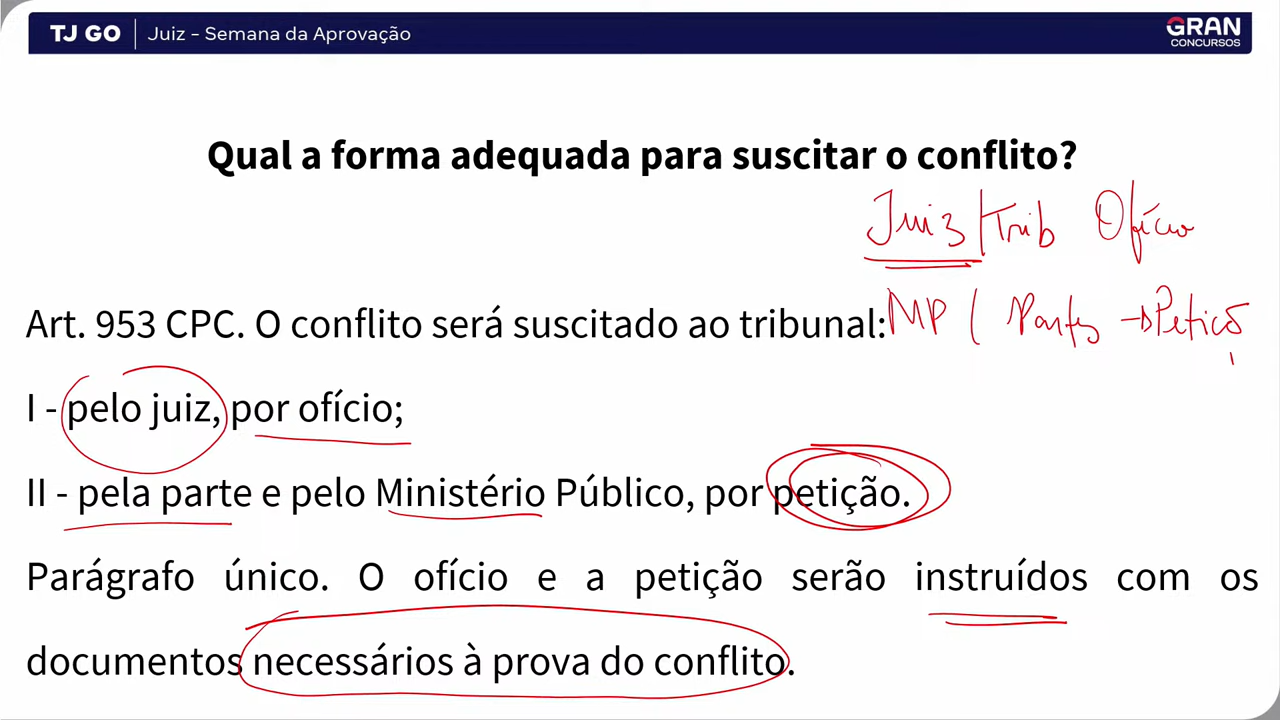 TJ GO | Juiz – Semana da Aprovação
GRAN
CONCURSOS
Qual a forma adequada para suscitar o conflito?
Juiz | Trib Ofício
Art. 953 CPC. O conflito será suscitado ao tribunal:
MP ( Partes → Petição
I - pelo juiz, por ofício;
II - pela parte e pelo Ministério Público, por petição.
Parágrafo único. O ofício e a petição serão instruídos com os
documentos necessários à prova do conflito.